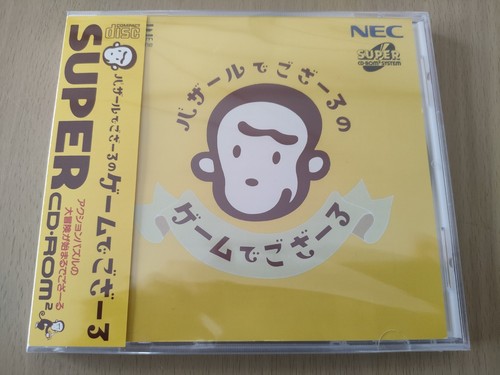 COMPACT
disc
SUPER
CD-ROM²
バザールでござーるのゲームでござーる
アクションパズルの
大冒険が始まるでござーる
NEC
SUPER
CD-ROM² SYSTEM
バザールでござーるの
ゲームでござーる